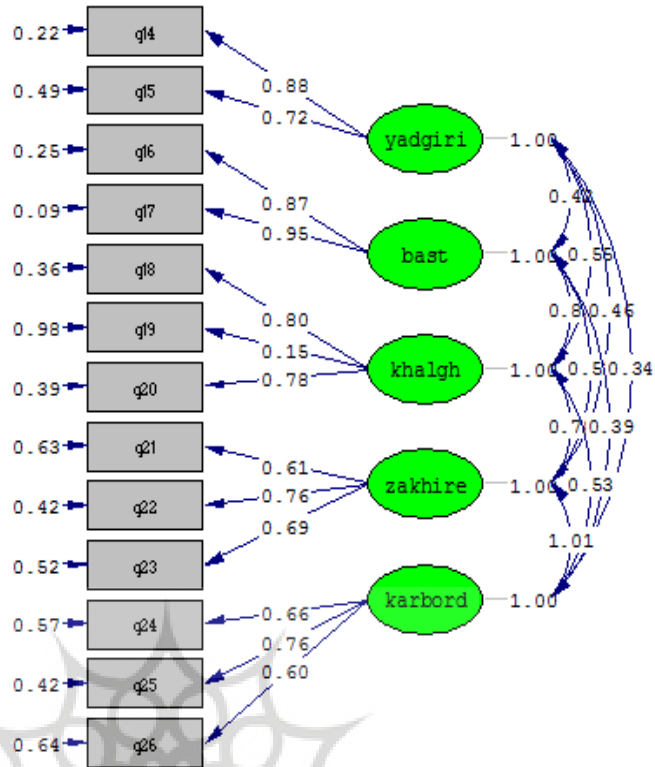 0.22 q14
0.88
0.49 q15
0.72
yadgiri 1.00
0.25 q16
0.42
0.87
0.09 q17
0.95
bast 1.00 0.55
0.36 q18
0.46
0.80
0.98 q19
0.15
khalgh 1.00 0.34
0.39 q20
0.78
0.39
0.63 q21
0.61
0.42 q22
0.76
zakhire 1.00 0.53
0.69
0.52 q23
1.01
0.57 q24
0.66
karbord 1.00
0.76
0.42 q25
0.60
0.64 q26